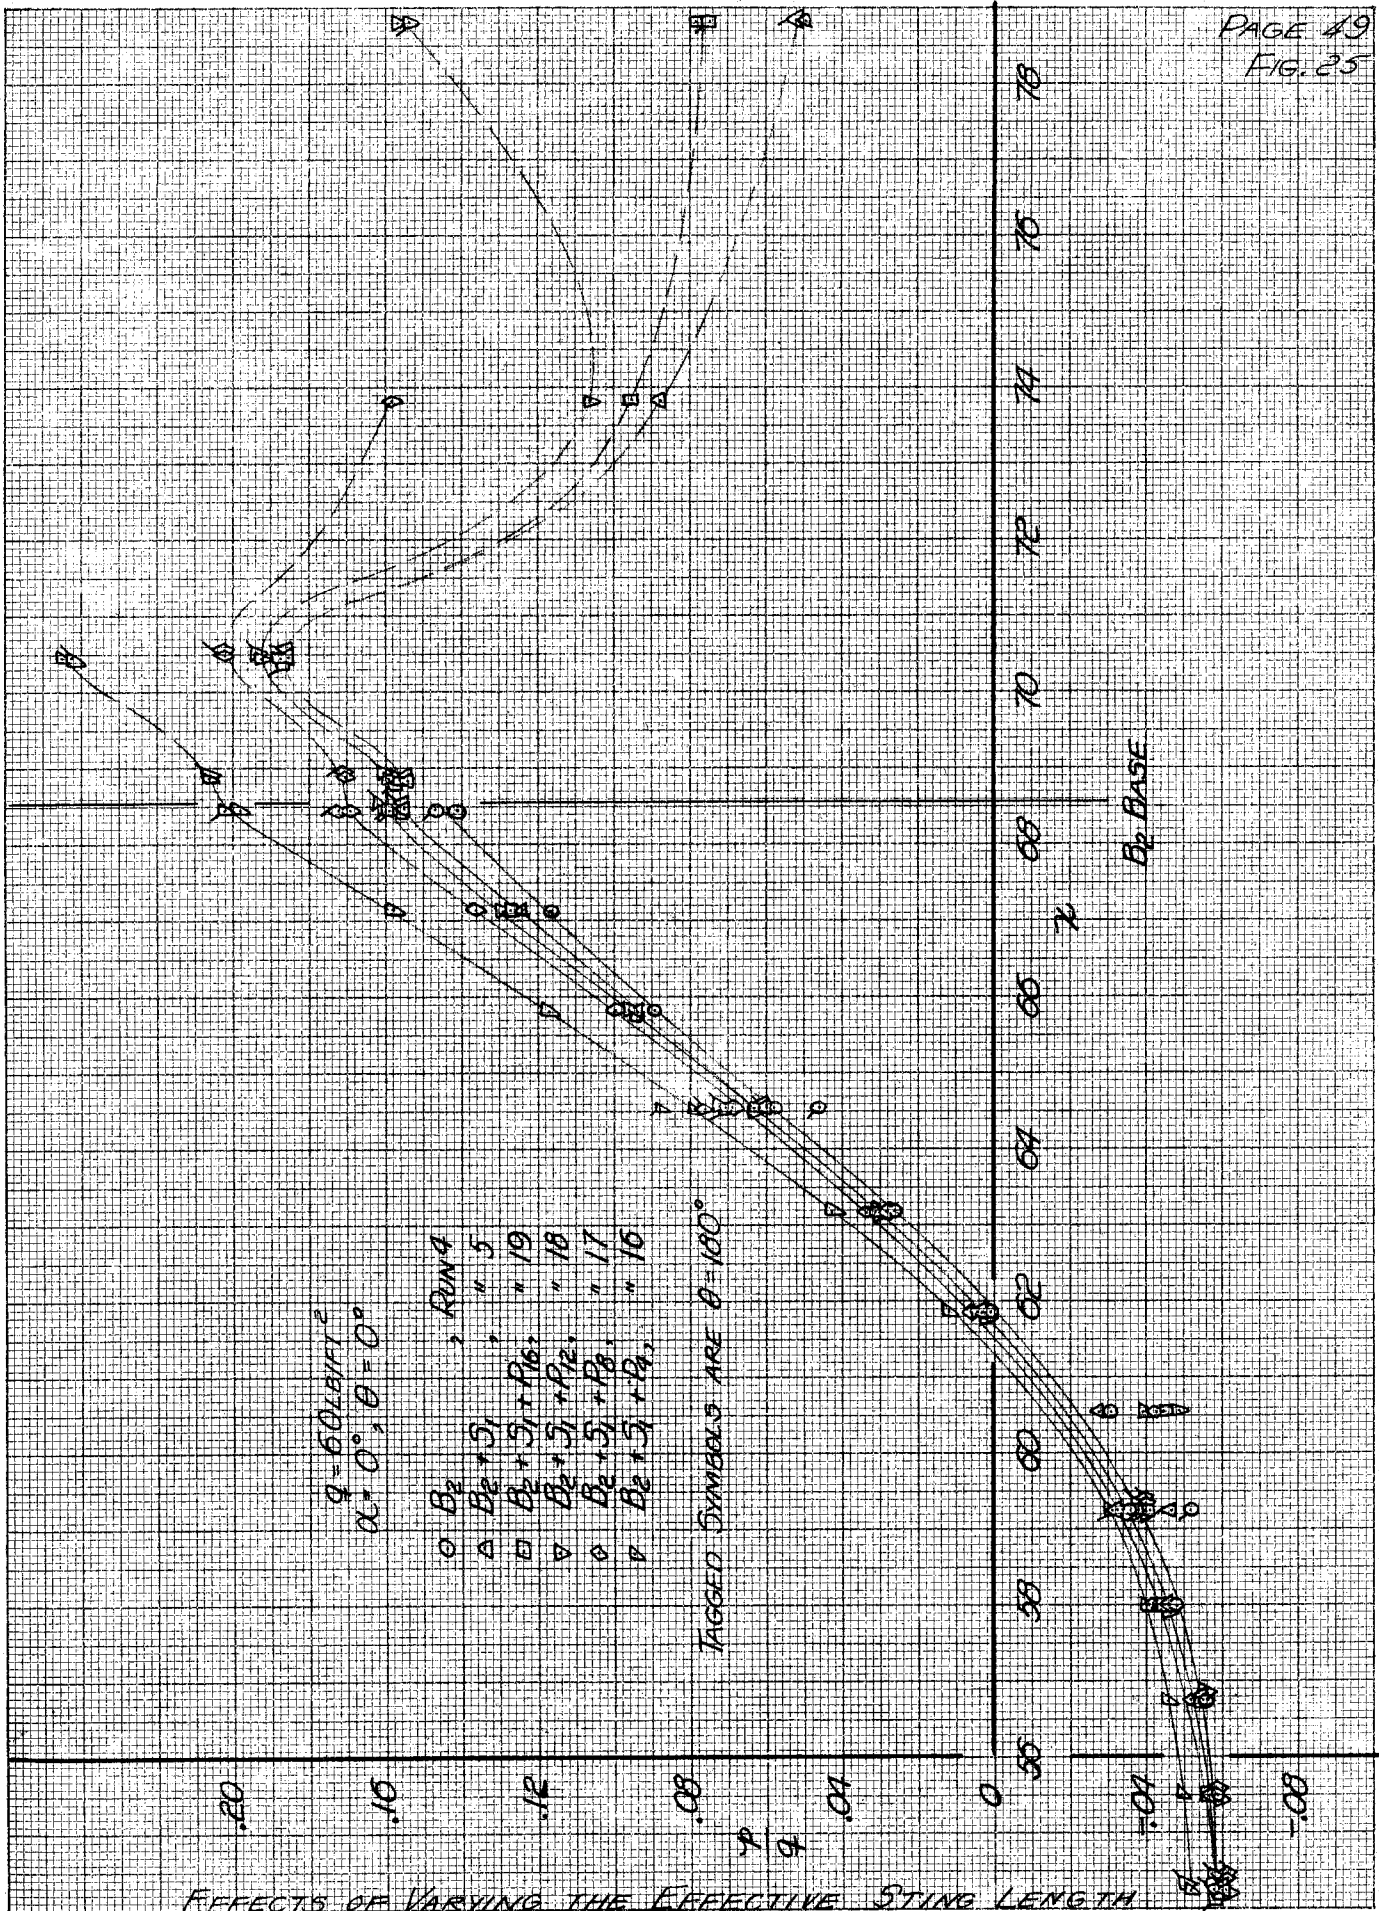 PAGE 49
FIG. 25
q = 60 LB/FT²
α = 0°, θ = 0°
○ B₂ , RUN 4
B₂ + S₁ , " 5
□ B₂ + S₁ + P₁₆, " 19
▽ B₂ + S₁ + P₁₂, " 18
◇ B₂ + S₁ + P₈, " 17
B₂ + S₁ + P₄, " 16
TAGGED SYMBOLS ARE θ = 180°
.20
.16
.12
.08
.04
0
-.04
-.08
p/q
56
58
60
62
64
66
68
70
72
74
76
78
x
B₂ BASE
EFFECTS OF VARYING THE EFFECTIVE STING LENGTH